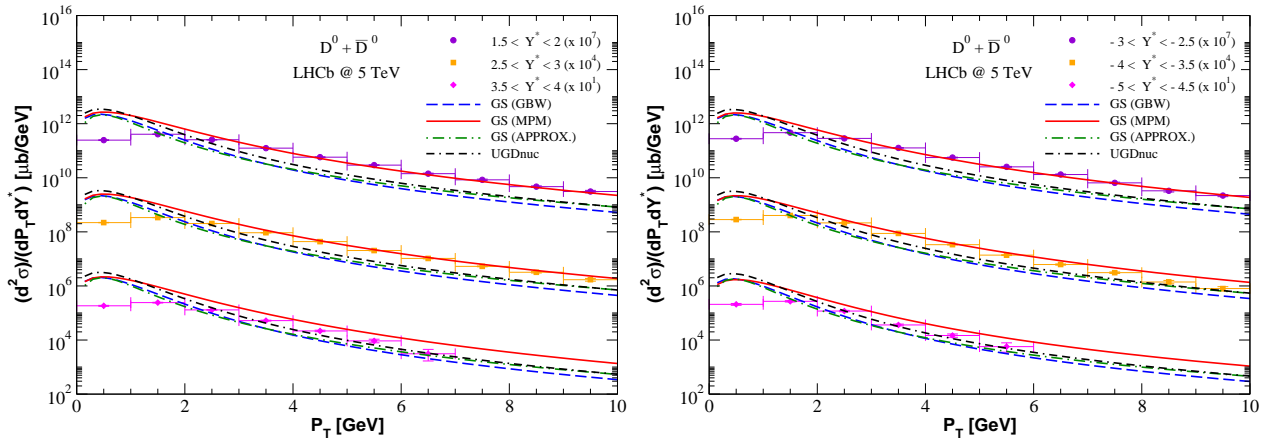 10^16
10^14
10^12
10^10
10^8
10^6
10^4
10^2
(d^2σ)/(dP_T dY^*) [μb/GeV]
D^0 + D̅^0
LHCb @ 5 TeV
1.5 < Y^* < 2 (x 10^7)
2.5 < Y^* < 3 (x 10^4)
3.5 < Y^* < 4 (x 10^1)
GS (GBW)
GS (MPM)
GS (APPROX.)
UGDnuc
0 2 4 6 8 10
P_T [GeV]
10^16
10^14
10^12
10^10
10^8
10^6
10^4
10^2
(d^2σ)/(dP_T dY^*) [μb/GeV]
D^0 + D̅^0
LHCb @ 5 TeV
- 3 < Y^* < - 2.5 (x 10^7)
- 4 < Y^* < - 3.5 (x 10^4)
- 5 < Y^* < - 4.5 (x 10^1)
GS (GBW)
GS (MPM)
GS (APPROX.)
UGDnuc
0 2 4 6 8 10
P_T [GeV]